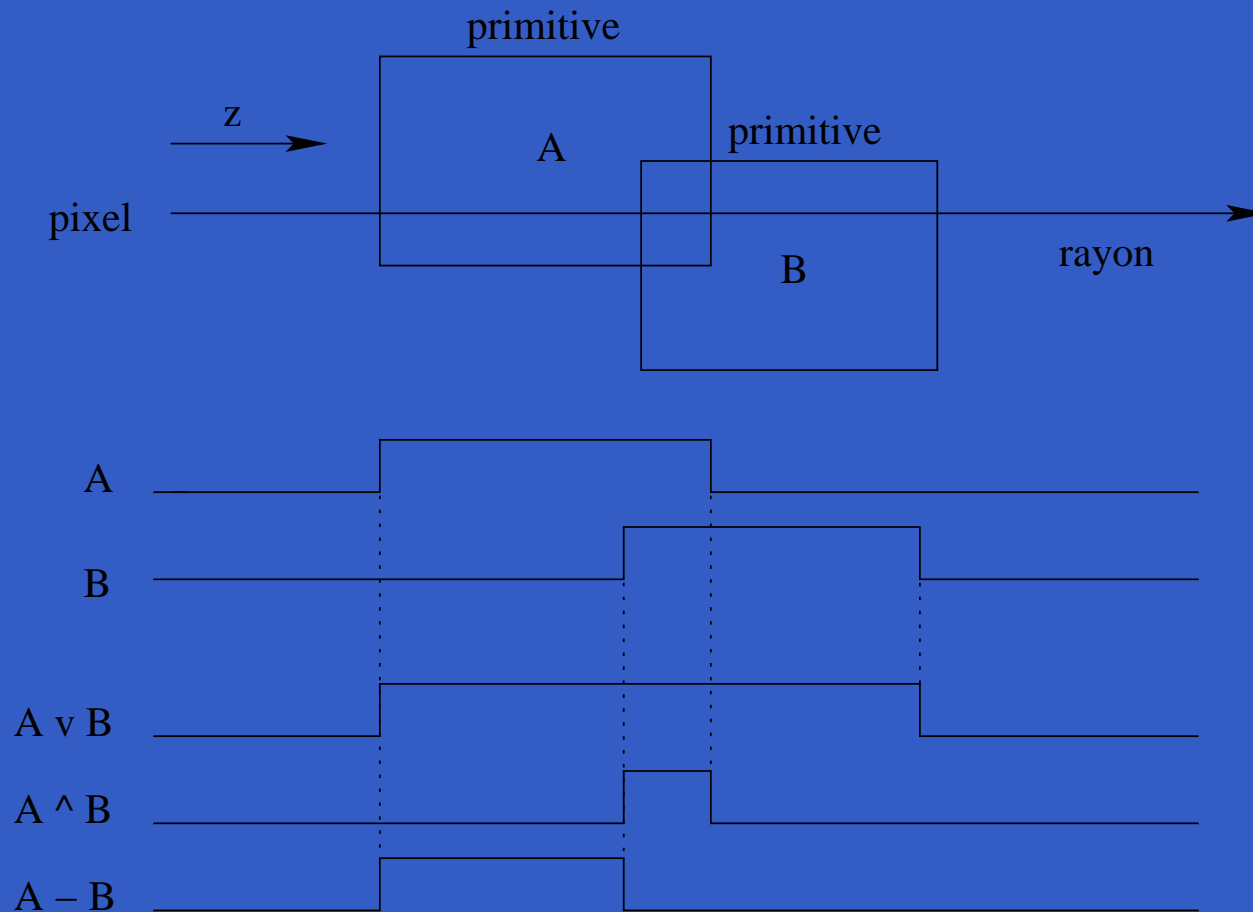 primitive
z
primitive
A
pixel
rayon
B
A
B
A v B
A ^ B
A – B